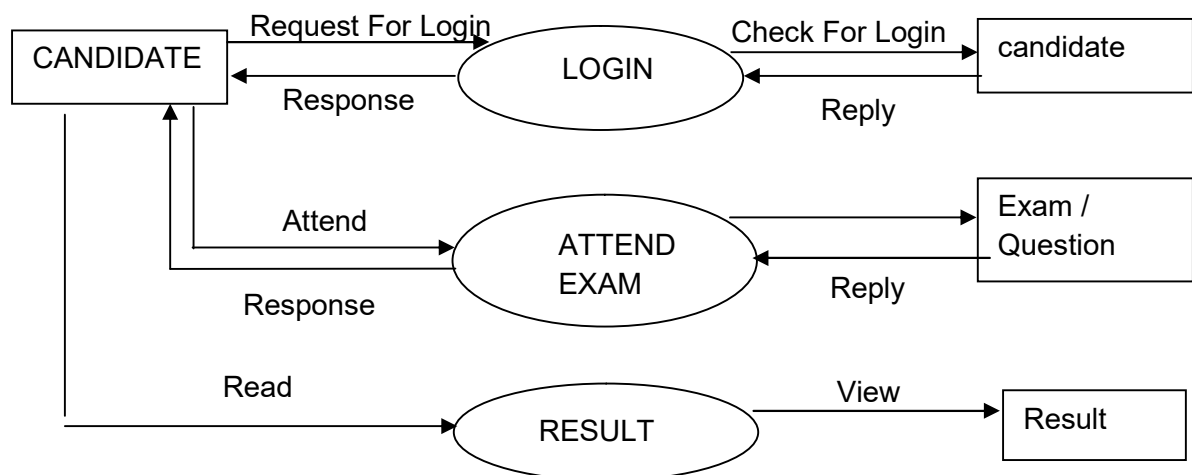 Request For Login
Check For Login
CANDIDATE
LOGIN
candidate
Response
Reply
Attend
ATTEND
EXAM
Exam /
Question
Response
Reply
Read
View
RESULT
Result